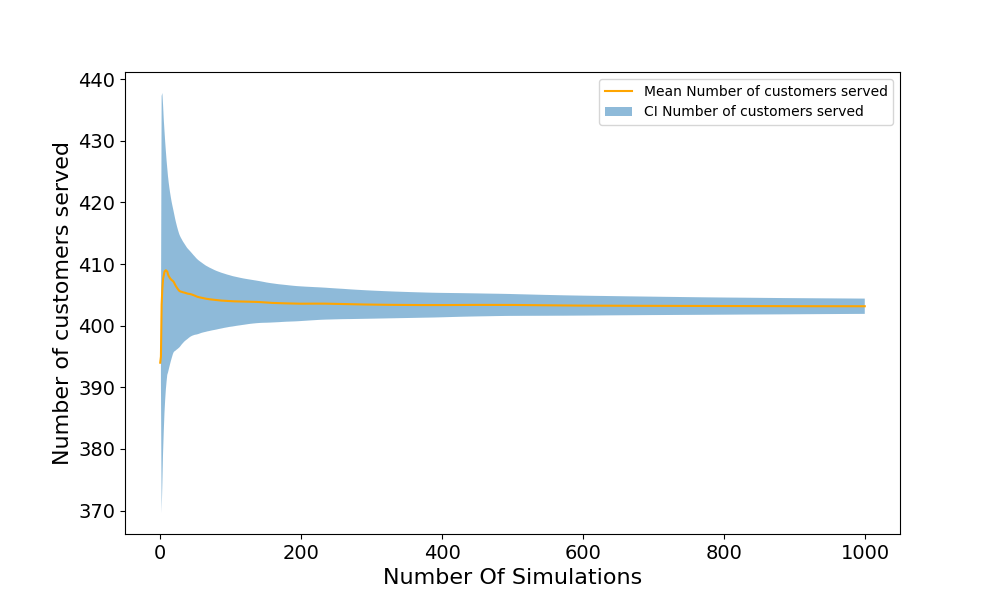 Mean Number of customers served
CI Number of customers served
Number of customers served
440
430
420
410
400
390
380
370
0 200 400 600 800 1000
Number Of Simulations